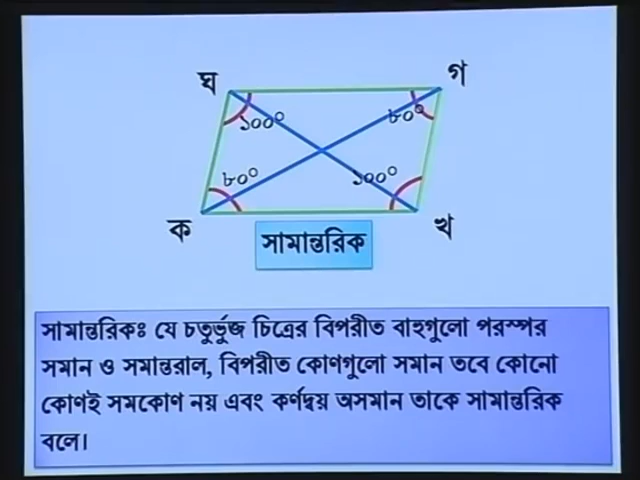 ঘ
গ
১০০°
৮০°
৮০°
১০০°
ক
খ
সামান্তরিক
সামান্তরিকঃ যে চতুর্ভুজ চিত্রের বিপরীত বাহুগুলো পরস্পর
সমান ও সমান্তরাল, বিপরীত কোণগুলো সমান তবে কোনো
কোণই সমকোণ নয় এবং কর্ণদ্বয় অসমান তাকে সামান্তরিক
বলে।